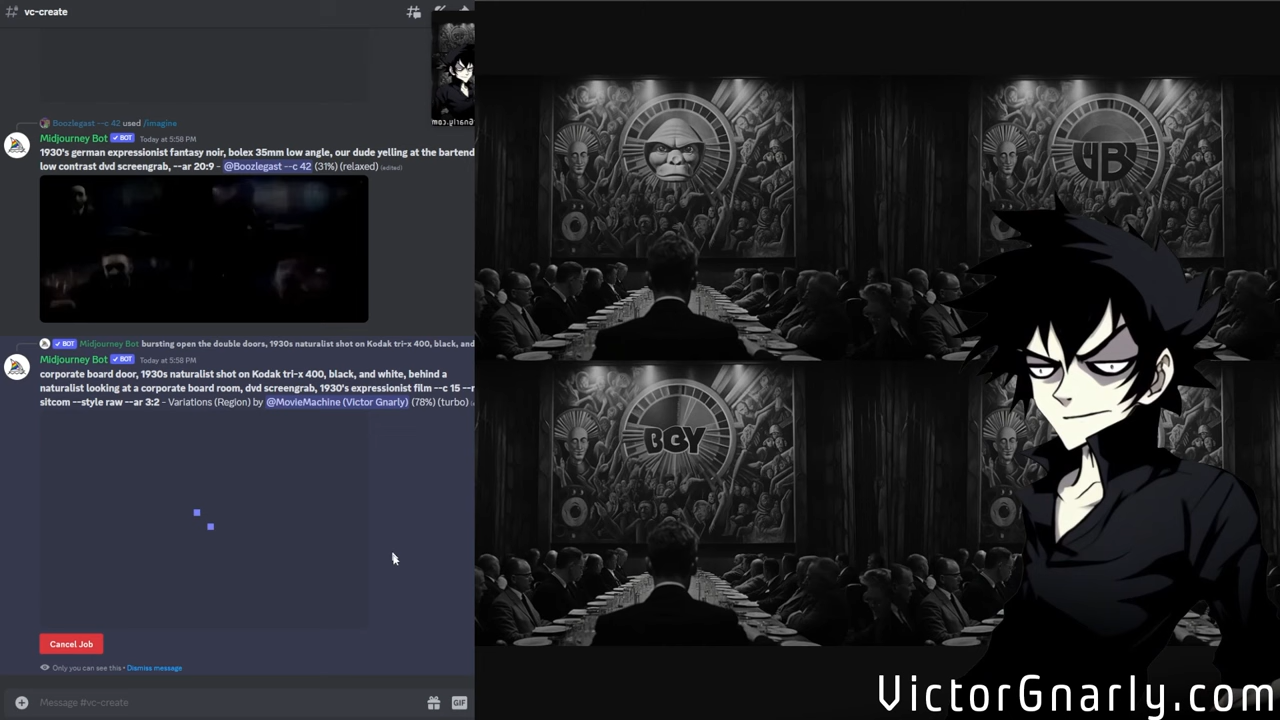 vc-create
Boozlegast --c 42 used /imagine
Midjourney Bot BOT Today at 5:58 PM
1930's german expressionist fantasy noir, bolex 35mm low angle, our dude yelling at the bartend
low contrast dvd screengrab, --ar 20:9 - @Boozlegast --c 42 (31%) (relaxed) (edited)
BOT Midjourney Bot bursting open the double doors, 1930s naturalist shot on Kodak tri-x 400, black, and
Midjourney Bot BOT Today at 5:58 PM
corporate board door, 1930s naturalist shot on Kodak tri-x 400, black, and white, behind a
naturalist looking at a corporate board room, dvd screengrab, 1930's expressionist film --c 15
sitcom --style raw --ar 3:2 - Variations (Region) by @MovieMachine (Victor Gnarly) (78%) (turbo)
Cancel Job
Only you can see this • Dismiss message
Message #vc-create
GIF
BGY
VictorGnarly.com